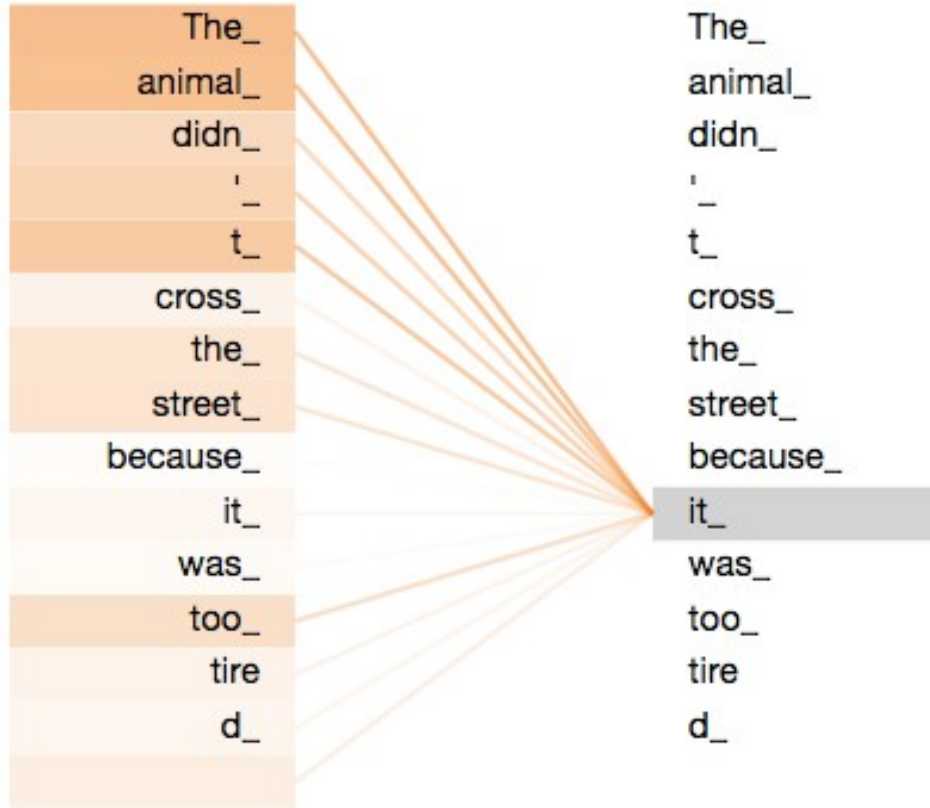 The_ The_
animal_ animal_
didn_ didn_
'_ '_
t_ t_
cross_ cross_
the_ the_
street_ street_
because_ because_
it_ it_
was_ was_
too_ too_
tire tire
d_ d_